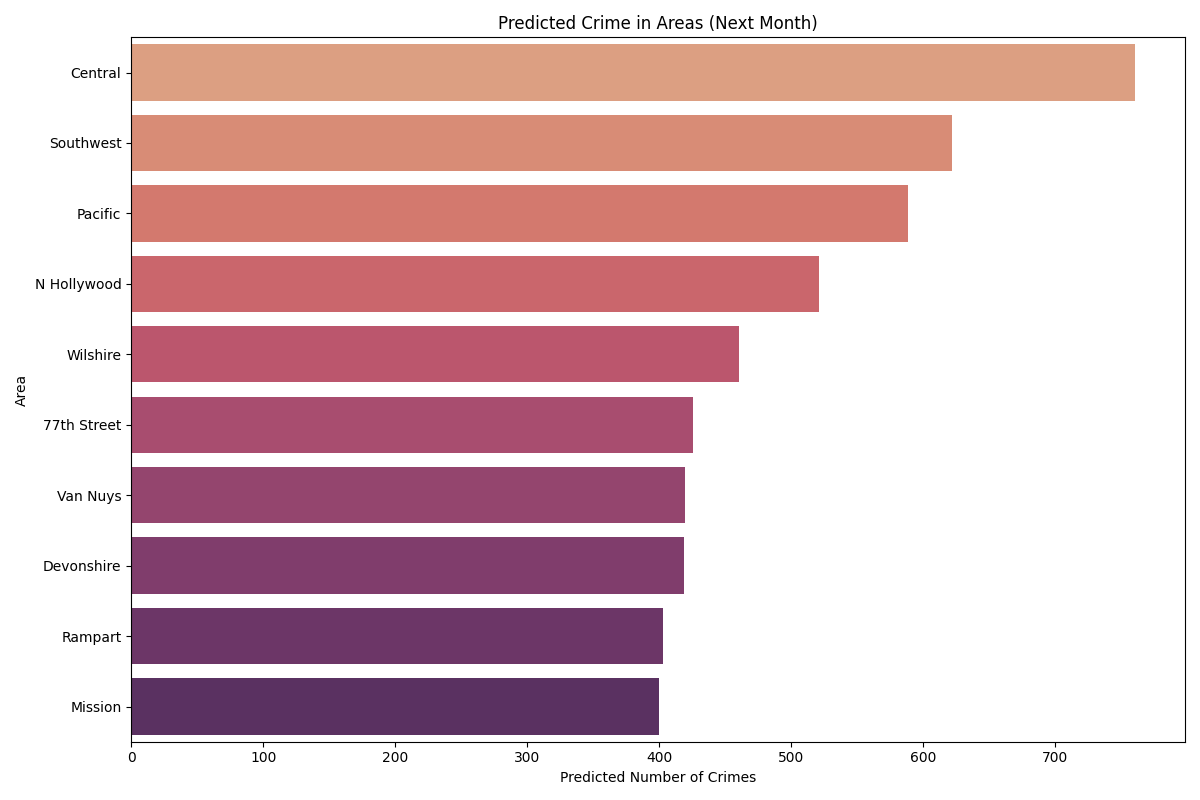 Predicted Crime in Areas (Next Month)
Central
Southwest
Pacific
N Hollywood
Wilshire
77th Street
Van Nuys
Devonshire
Rampart
Mission
Area
0 100 200 300 400 500 600 700
Predicted Number of Crimes